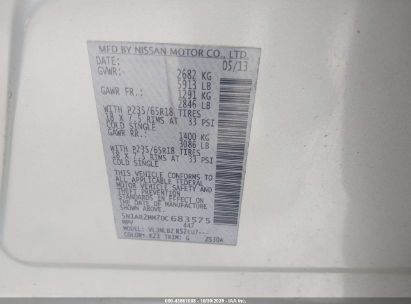 MFD BY NISSAN MOTOR CO., LTD.
DATE: 05/13
GVWR: 2682 KG
5913 LB
GAWR FR: 1291 KG
2846 LB
WITH P235/65R18 TIRES
18 X 7.5 RIMS AT 33 PSI
COLD SINGLE
GAWR RR: 1400 KG
3086 LB
WITH P235/65R18 TIRES
18 X 7.5 RIMS AT 33 PSI
COLD SINGLE
THIS VEHICLE CONFORMS TO ALL
APPLICABLE FEDERAL
MOTOR VEHICLE SAFETY
AND THEFT PREVENTION
STANDARDS IN EFFECT ON
THE DATE OF MANUFACTURE
SHOWN ABOVE.
683575
447
MODEL:
COLOR: K23 TRIM: G